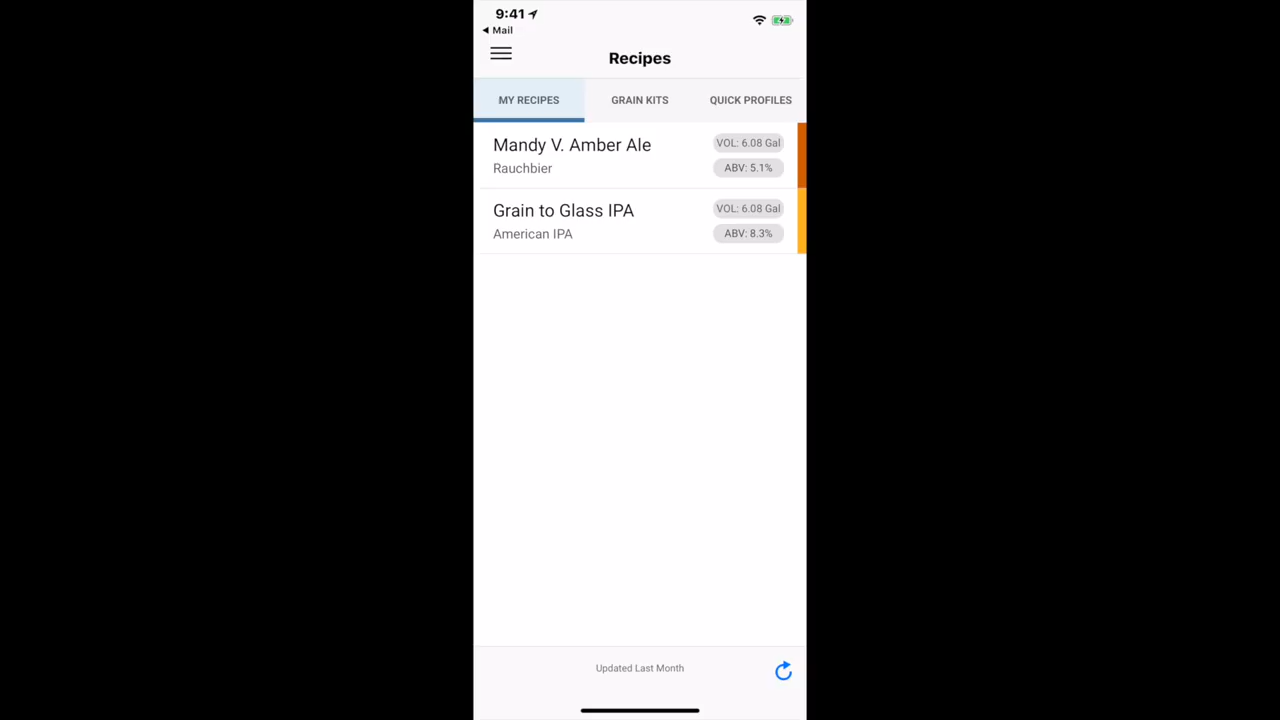 9:41
Mail
Recipes
MY RECIPES GRAIN KITS QUICK PROFILES
Mandy V. Amber Ale VOL: 6.08 Gal
Rauchbier ABV: 5.1%
Grain to Glass IPA VOL: 6.08 Gal
American IPA ABV: 8.3%
Updated Last Month